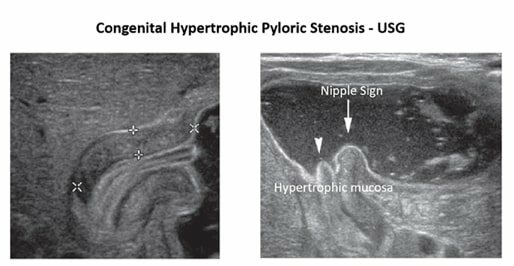 Congenital Hypertrophic Pyloric Stenosis - USG
Nipple Sign
Hypertrophic mucosa